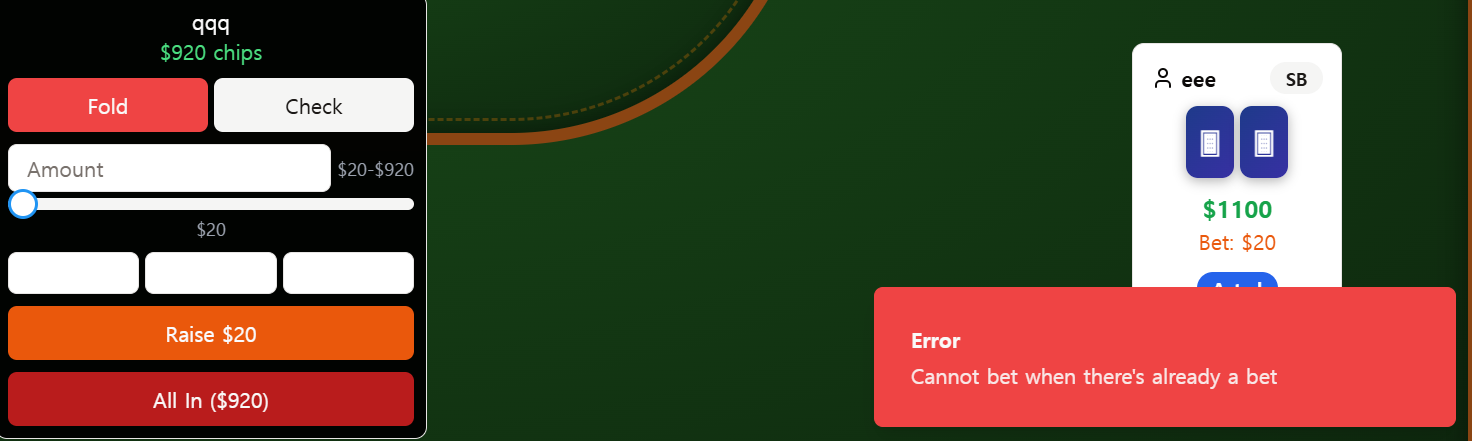 qqq
$920 chips
Fold
Check
Amount
$20-$920
$20
Raise $20
All In ($920)
eee
SB
$1100
Bet: $20
Error
Cannot bet when there's already a bet